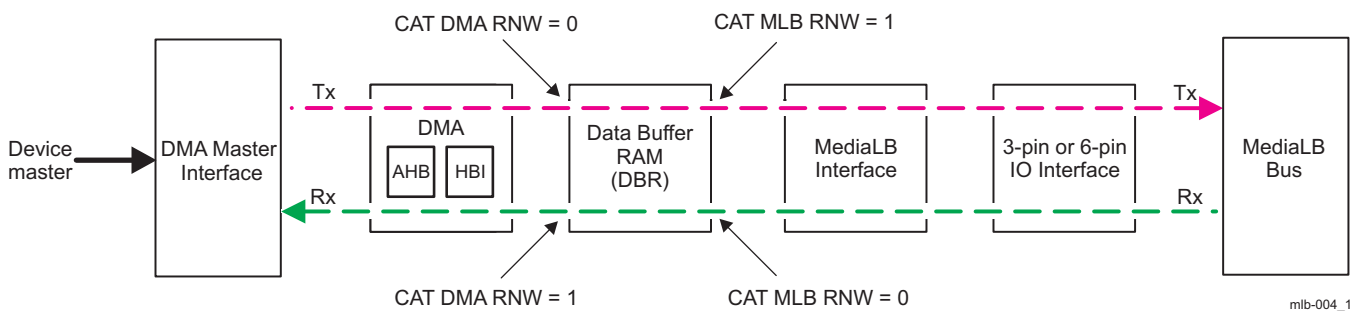 CAT DMA RNW = 0
CAT MLB RNW = 1
Tx
Tx
Device
master
DMA Master
Interface
DMA
AHB
HBI
Data Buffer
RAM
(DBR)
MediaLB
Interface
3-pin or 6-pin
IO Interface
MediaLB
Bus
Rx
Rx
CAT DMA RNW = 1
CAT MLB RNW = 0
mlb-004_1